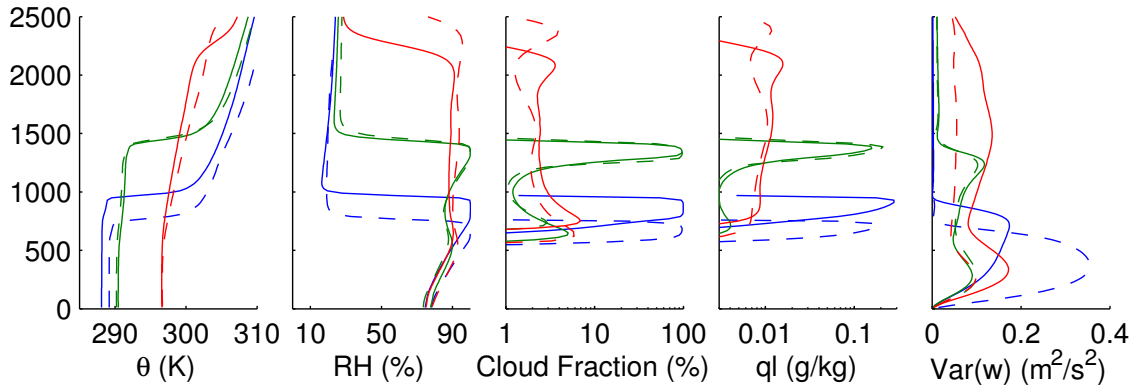 2500
2000
1500
1000
500
0
290 300 310
10 50 90
1 10 100
0.01 0.1
0 0.2 0.4
θ (K)
RH (%)
Cloud Fraction (%)
ql (g/kg)
Var(w) (m²/s²)